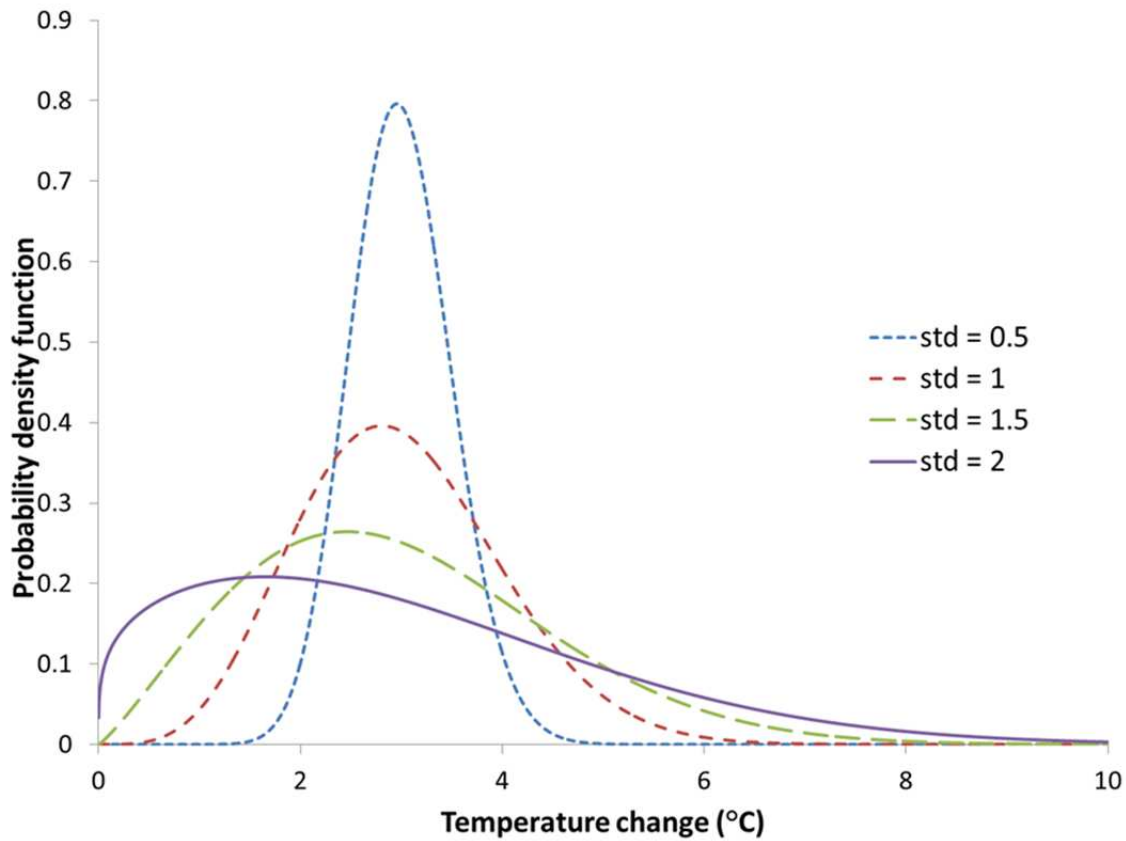 0.9
0.8
0.7
0.6
0.5
0.4
0.3
0.2
0.1
0
Probability density function
0 2 4 6 8 10
Temperature change (°C)
std = 0.5
std = 1
std = 1.5
std = 2